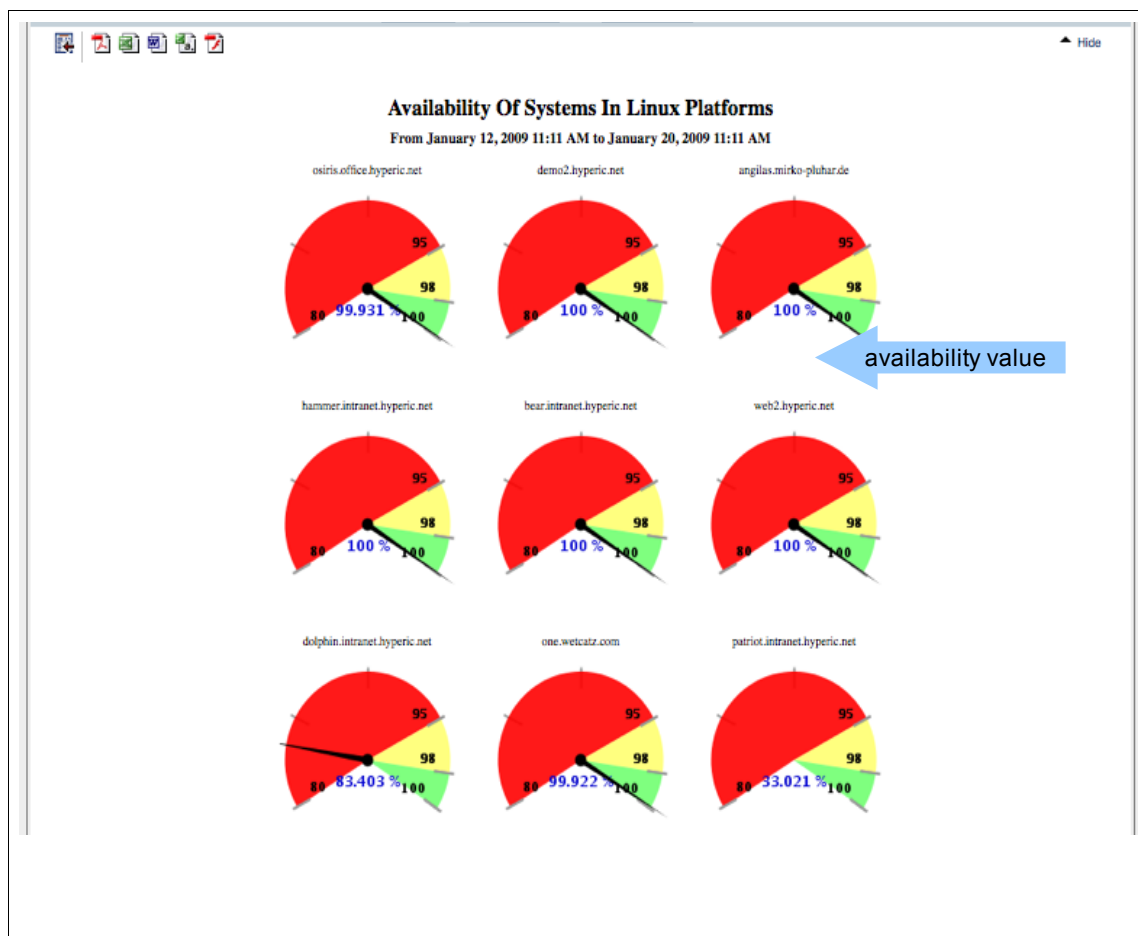 Hide
Availability Of Systems In Linux Platforms
From January 12, 2009 11:11 AM to January 20, 2009 11:11 AM
osiris.office.hyperic.net demo2.hyperic.net angilas.mirko-pluhar.de
95 95 95
98 98 98
80 99.931 % 100 80 100 % 100 80 100 % 100
availability value
hammer.intranet.hyperic.net bear.intranet.hyperic.net web2.hyperic.net
95 95 95
98 98 98
80 100 % 100 80 100 % 100 80 100 % 100
dolphin.intranet.hyperic.net one.wetcatz.com patriot.intranet.hyperic.net
95 95 95
98 98 98
80 83.403 % 100 80 99.922 % 100 80 33.021 % 100